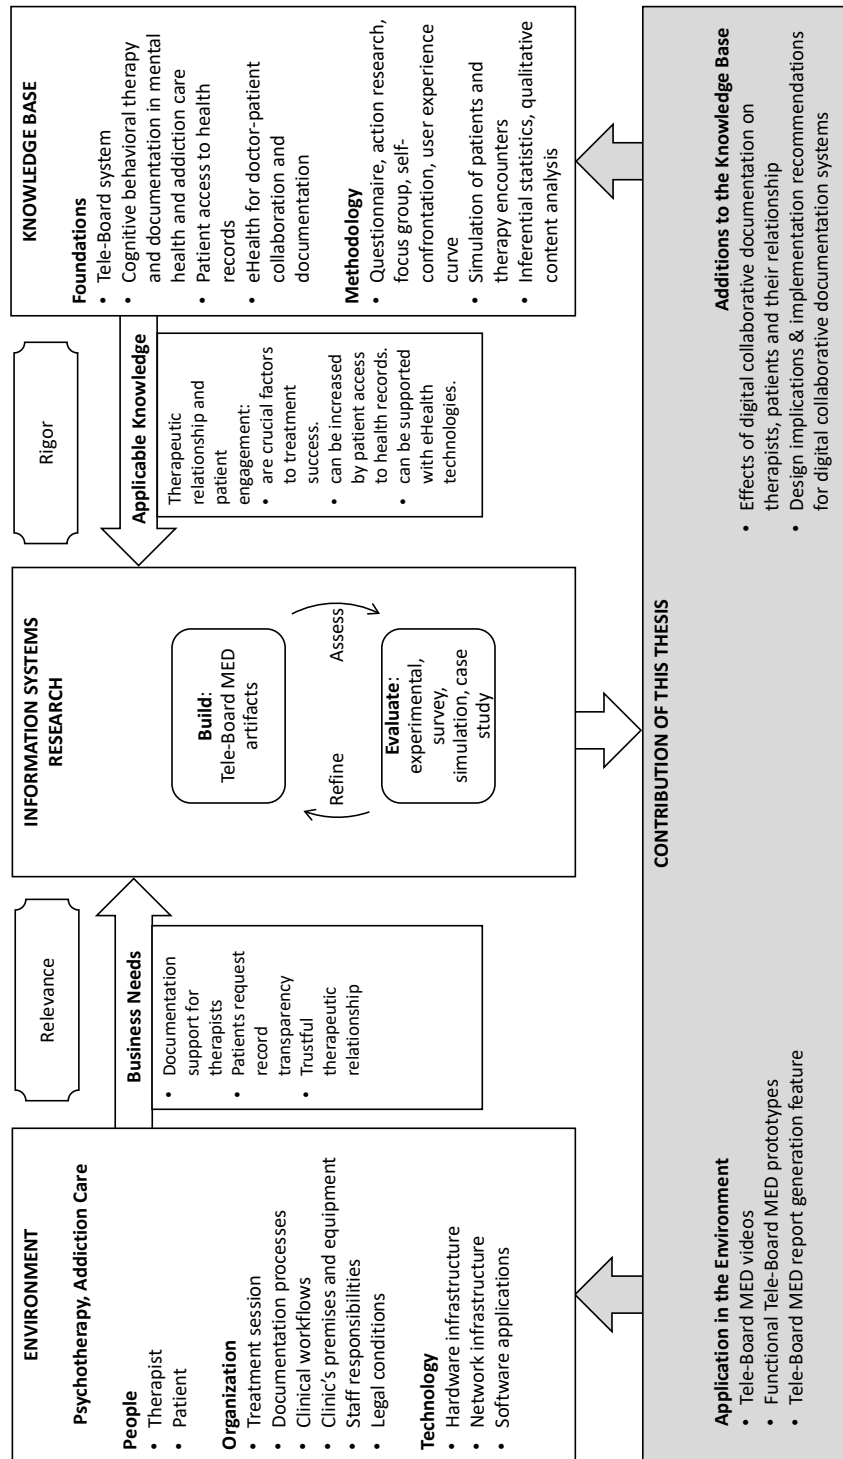 ENVIRONMENT
Psychotherapy, Addiction Care
People
• Therapist
• Patient
Organization
• Treatment session
• Documentation processes
• Clinical workflows
• Clinic's premises and equipment
• Staff responsibilities
• Legal conditions
Technology
• Hardware infrastructure
• Network infrastructure
• Software applications
Relevance
Business Needs
• Documentation
support for
therapists
• Patients request
record
transparency
• Trustful
therapeutic
relationship
INFORMATION SYSTEMS
RESEARCH
Build:
Tele-Board MED
artifacts
Refine
Assess
Evaluate:
experimental,
survey,
simulation, case
study
Rigor
Applicable Knowledge
Therapeutic
relationship and
patient
engagement:
• are crucial factors
to treatment
success.
• can be increased
by patient access
to health records.
• can be supported
with eHealth
technologies.
KNOWLEDGE BASE
Foundations
• Tele-Board system
• Cognitive behavioral therapy
and documentation in mental
health and addiction care
• Patient access to health
records
• eHealth for doctor-patient
collaboration and
documentation
Methodology
• Questionnaire, action research,
focus group, self-
confrontation, user experience
curve
• Simulation of patients and
therapy encounters
• Inferential statistics, qualitative
content analysis
CONTRIBUTION OF THIS THESIS
Application in the Environment
• Tele-Board MED videos
• Functional Tele-Board MED prototypes
• Tele-Board MED report generation feature
Additions to the Knowledge Base
• Effects of digital collaborative documentation on
therapists, patients and their relationship
• Design implications & implementation recommendations
for digital collaborative documentation systems